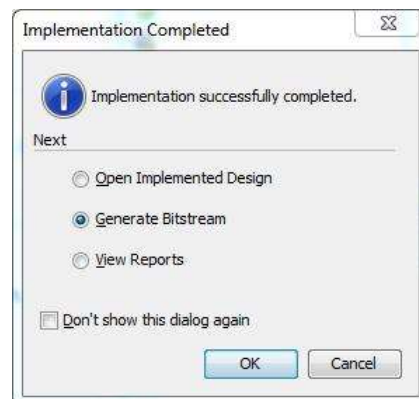 Implementation Completed
Implementation successfully completed.
Next
Open Implemented Design
Generate Bitstream
View Reports
Don't show this dialog again
OK Cancel